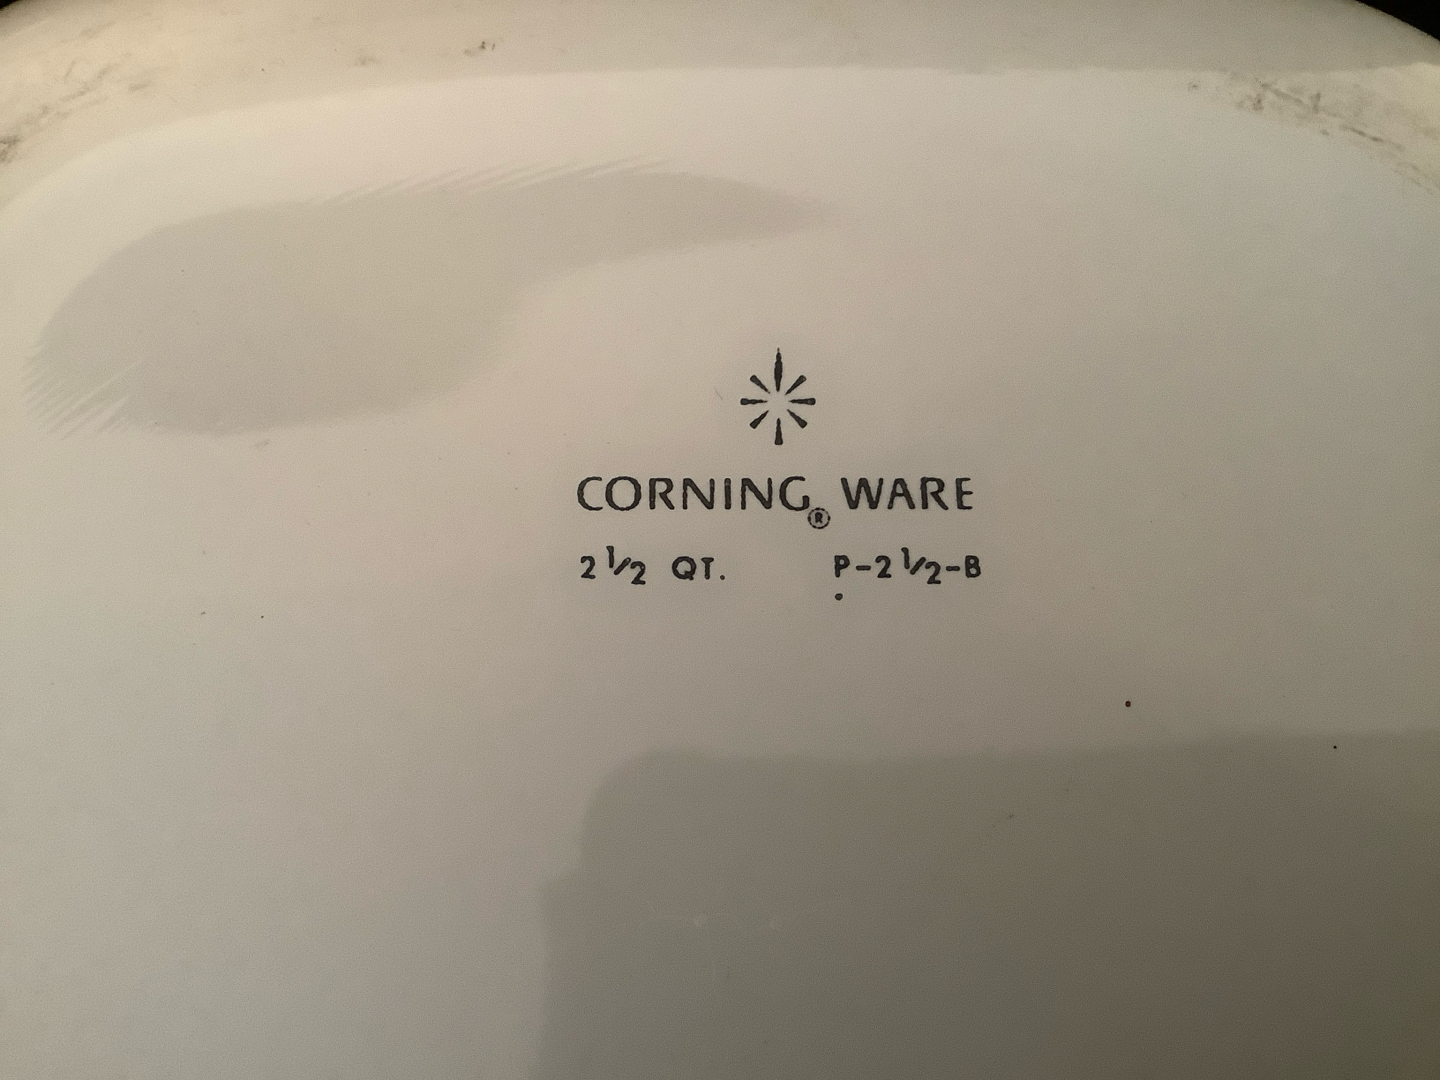 CORNING® WARE
2 1/2 QT. P-2 1/2-B